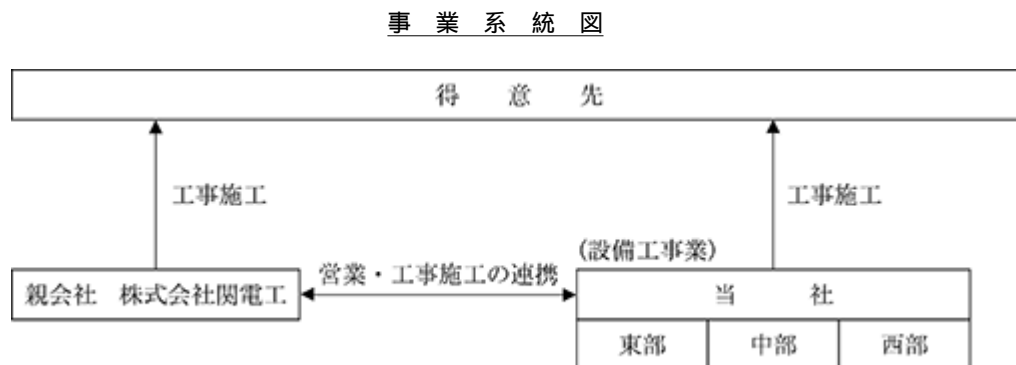 事業系統図
得意先
工事施工
工事施工
(設備工事業)
営業・工事施工の連携
親会社 株式会社関電工
当社
東部
中部
西部